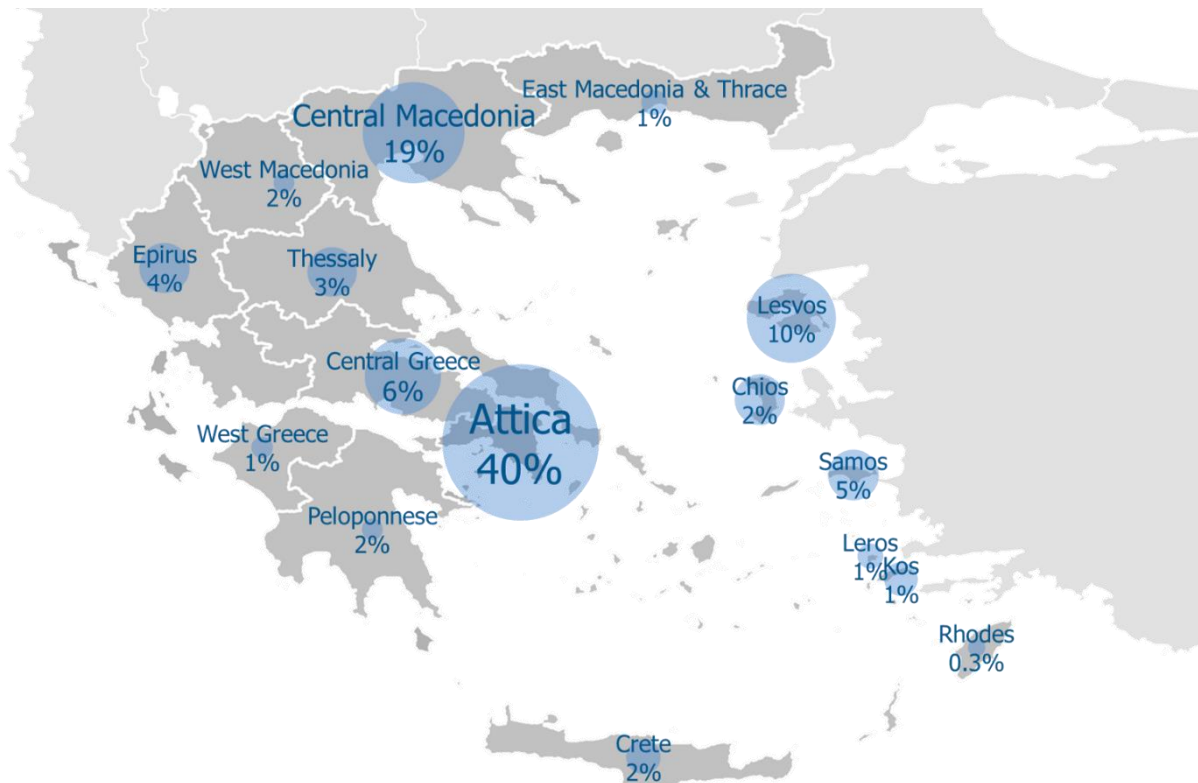 East Macedonia & Thrace
1%
Central Macedonia
19%
West Macedonia
2%
Epirus
4%
Thessaly
3%
Lesvos
10%
Central Greece
6%
Chios
2%
Attica
40%
West Greece
1%
Samos
5%
Peloponnese
2%
Leros
1%
Kos
1%
Rhodes
0.3%
Crete
2%